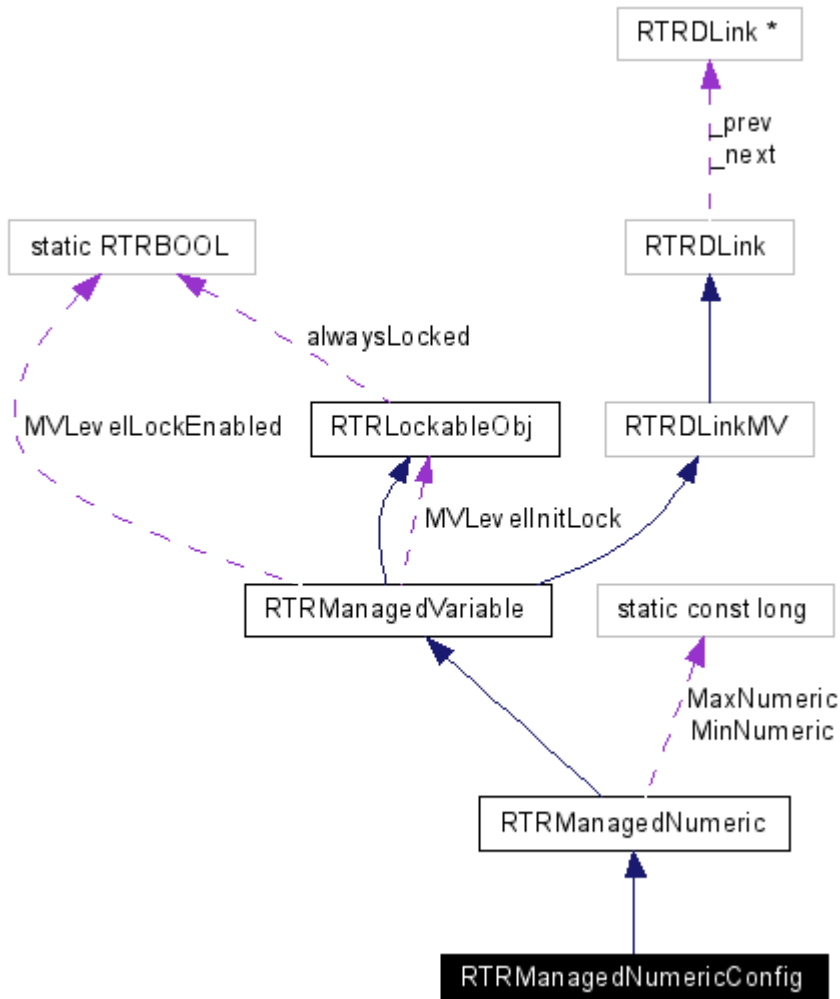 RTRDLink *
_prev
_next
static RTRBOOL
RTRDLink
alwaysLocked
MVLevelLockEnabled
RTRLockableObj
RTRDLinkMV
MVLevelInitLock
RTRManagedVariable
static const long
MaxNumeric
MinNumeric
RTRManagedNumeric
RTRManagedNumericConfig